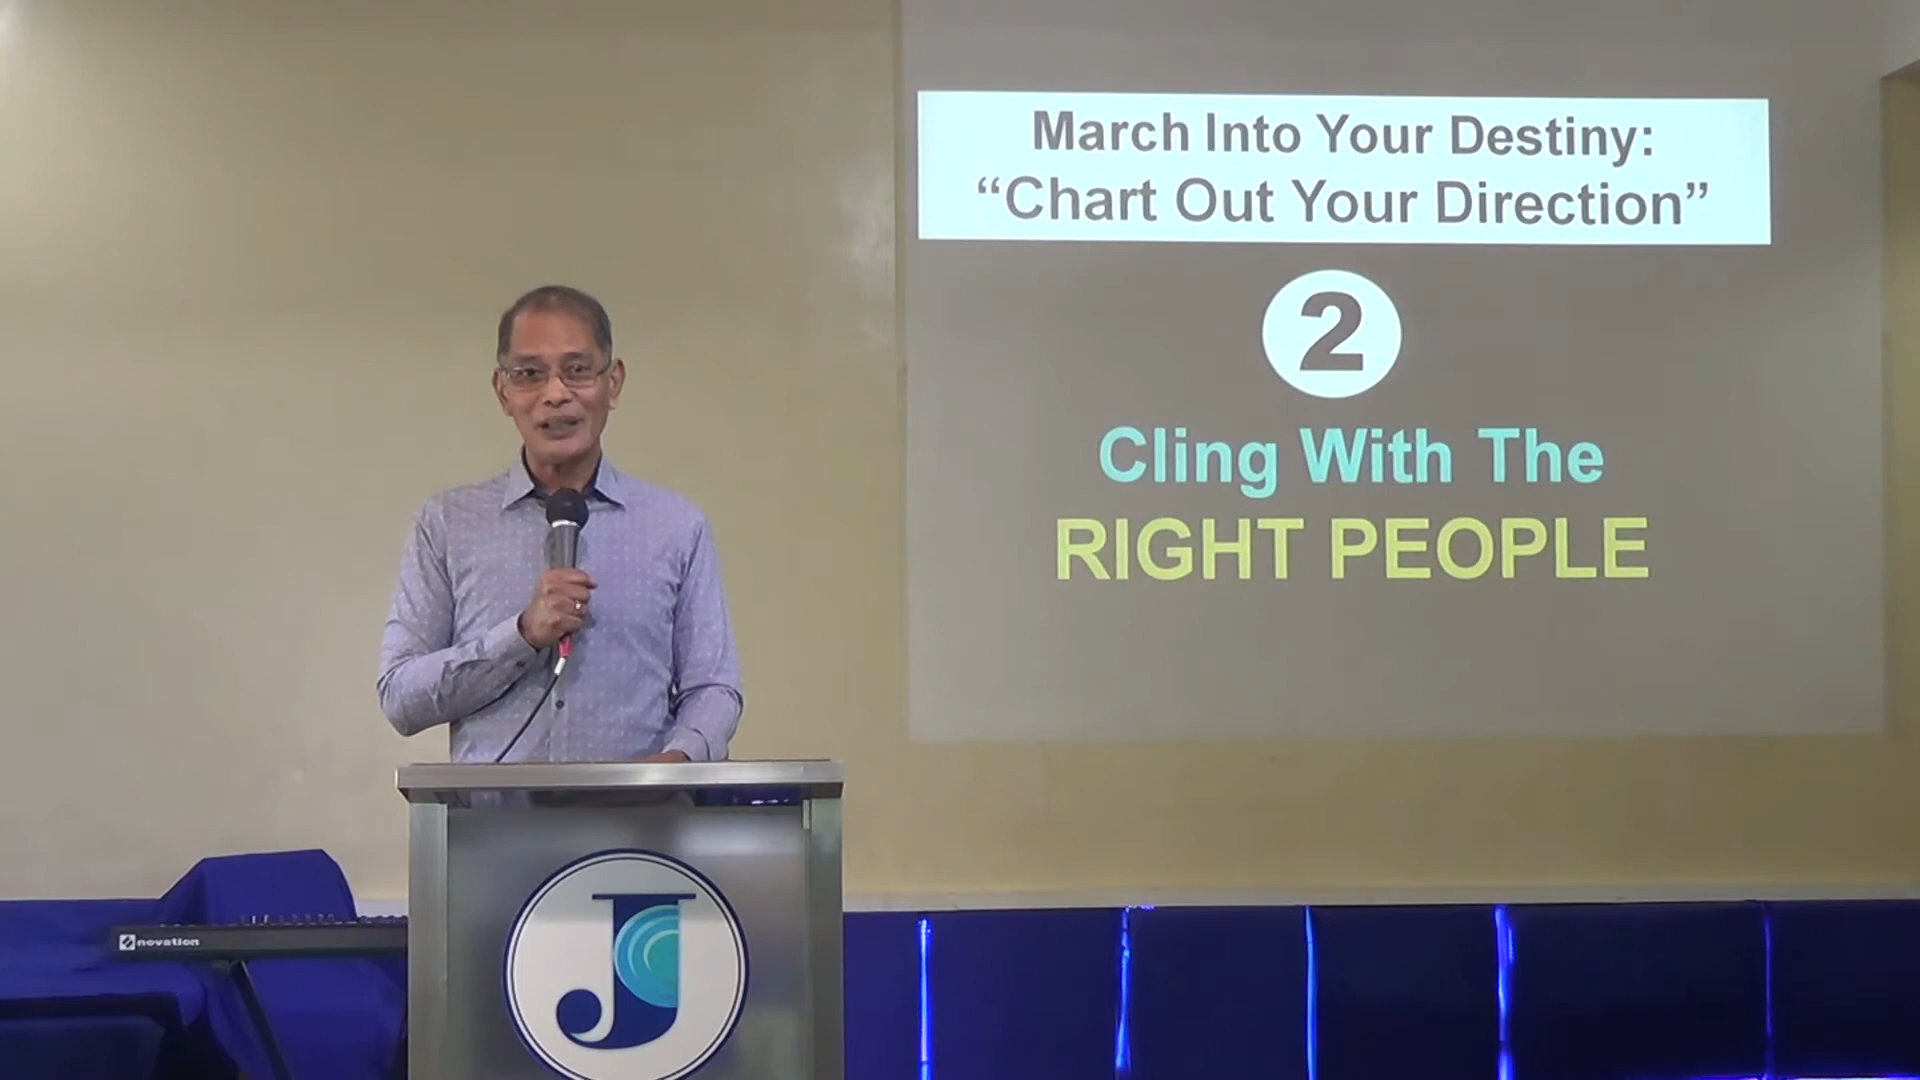 March Into Your Destiny:
“Chart Out Your Direction”
2
Cling With The
RIGHT PEOPLE
novation
J